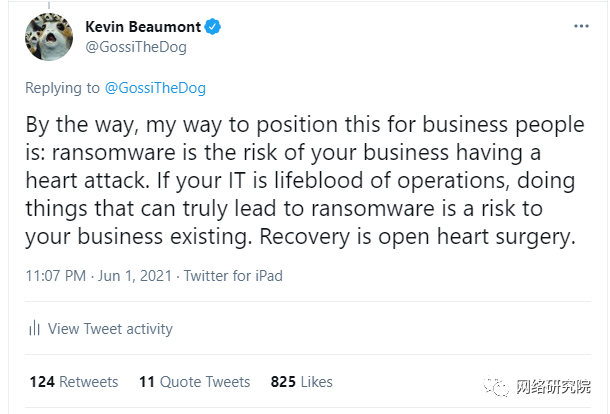 Kevin Beaumont
@GossiTheDog
Replying to @GossiTheDog
By the way, my way to position this for business people
is: ransomware is the risk of your business having a
heart attack. If your IT is lifeblood of operations, doing
things that can truly lead to ransomware is a risk to
your business existing. Recovery is open heart surgery.
11:07 PM · Jun 1, 2021 · Twitter for iPad
View Tweet activity
124 Retweets 11 Quote Tweets 825 Likes
网络研究院